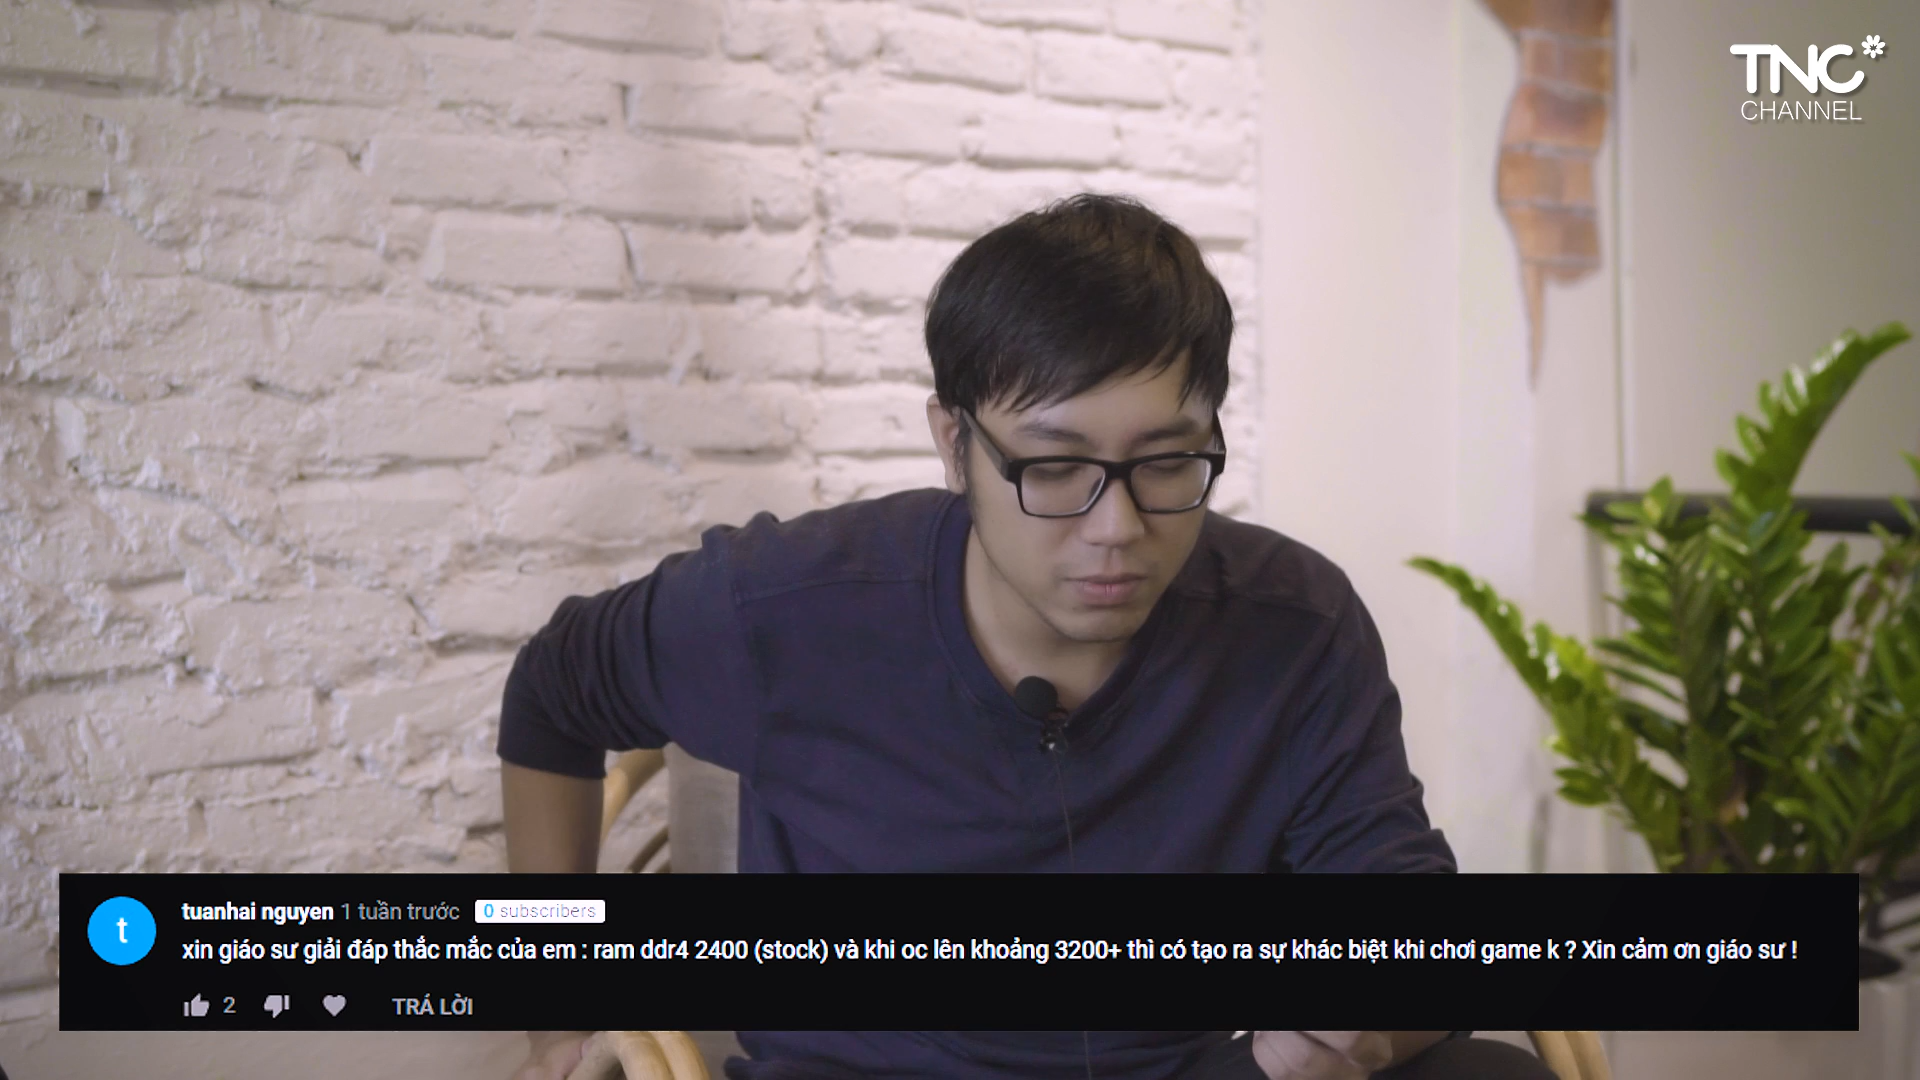 TNC
CHANNEL
t
tuanhai nguyen 1 tuần trước 0 subscribers
xin giáo sư giải đáp thắc mắc của em : ram ddr4 2400 (stock) và khi oc lên khoảng 3200+ thì có tạo ra sự khác biệt khi chơi game k ? Xin cảm ơn giáo sư !
2
TRẢ LỜI